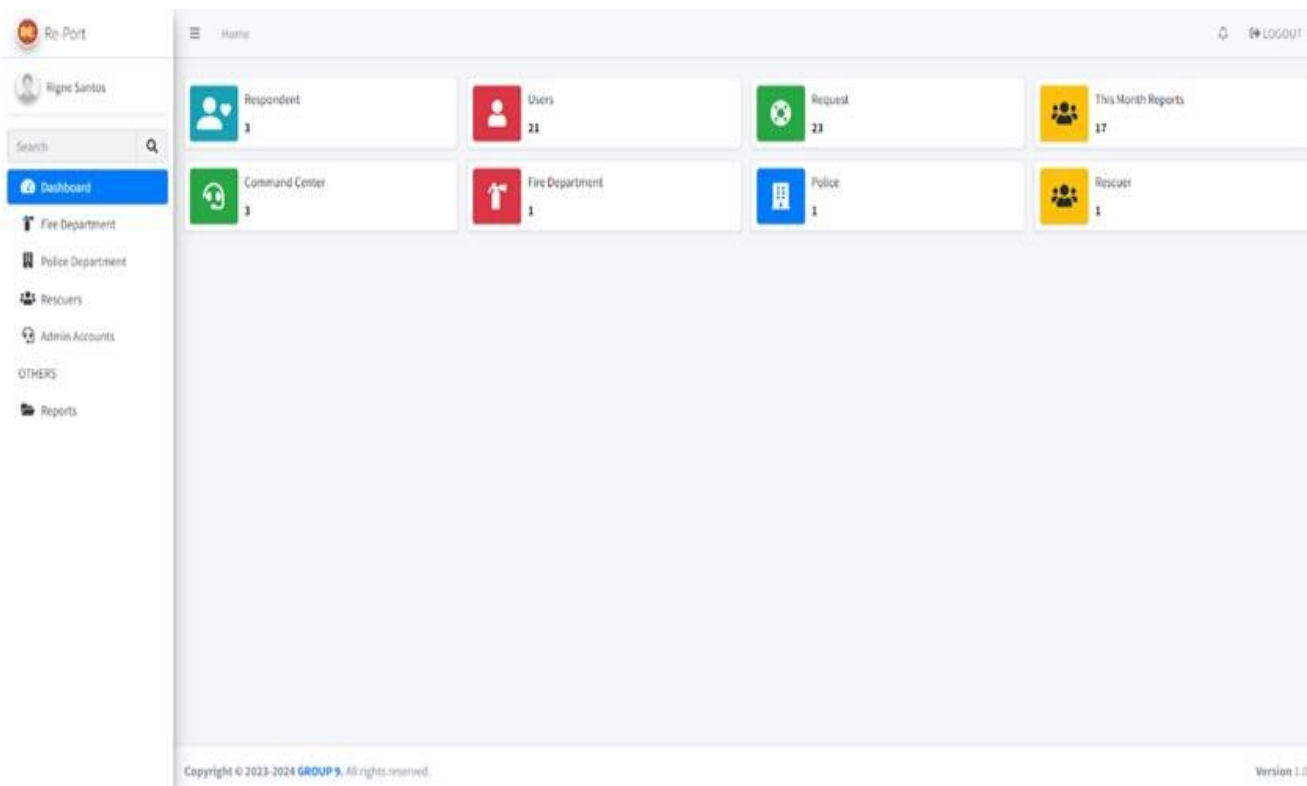 Re-Port
Home
LOGOUT
Rigne Santos
Search
Dashboard
Fire Department
Police Department
Rescuers
Admin Accounts
OTHERS
Reports
Respondent
3
Users
21
Request
23
This Month Reports
17
Command Center
3
Fire Department
1
Police
1
Rescuer
1
Copyright © 2023-2024 GROUP 9. All rights reserved.
Version 1.0